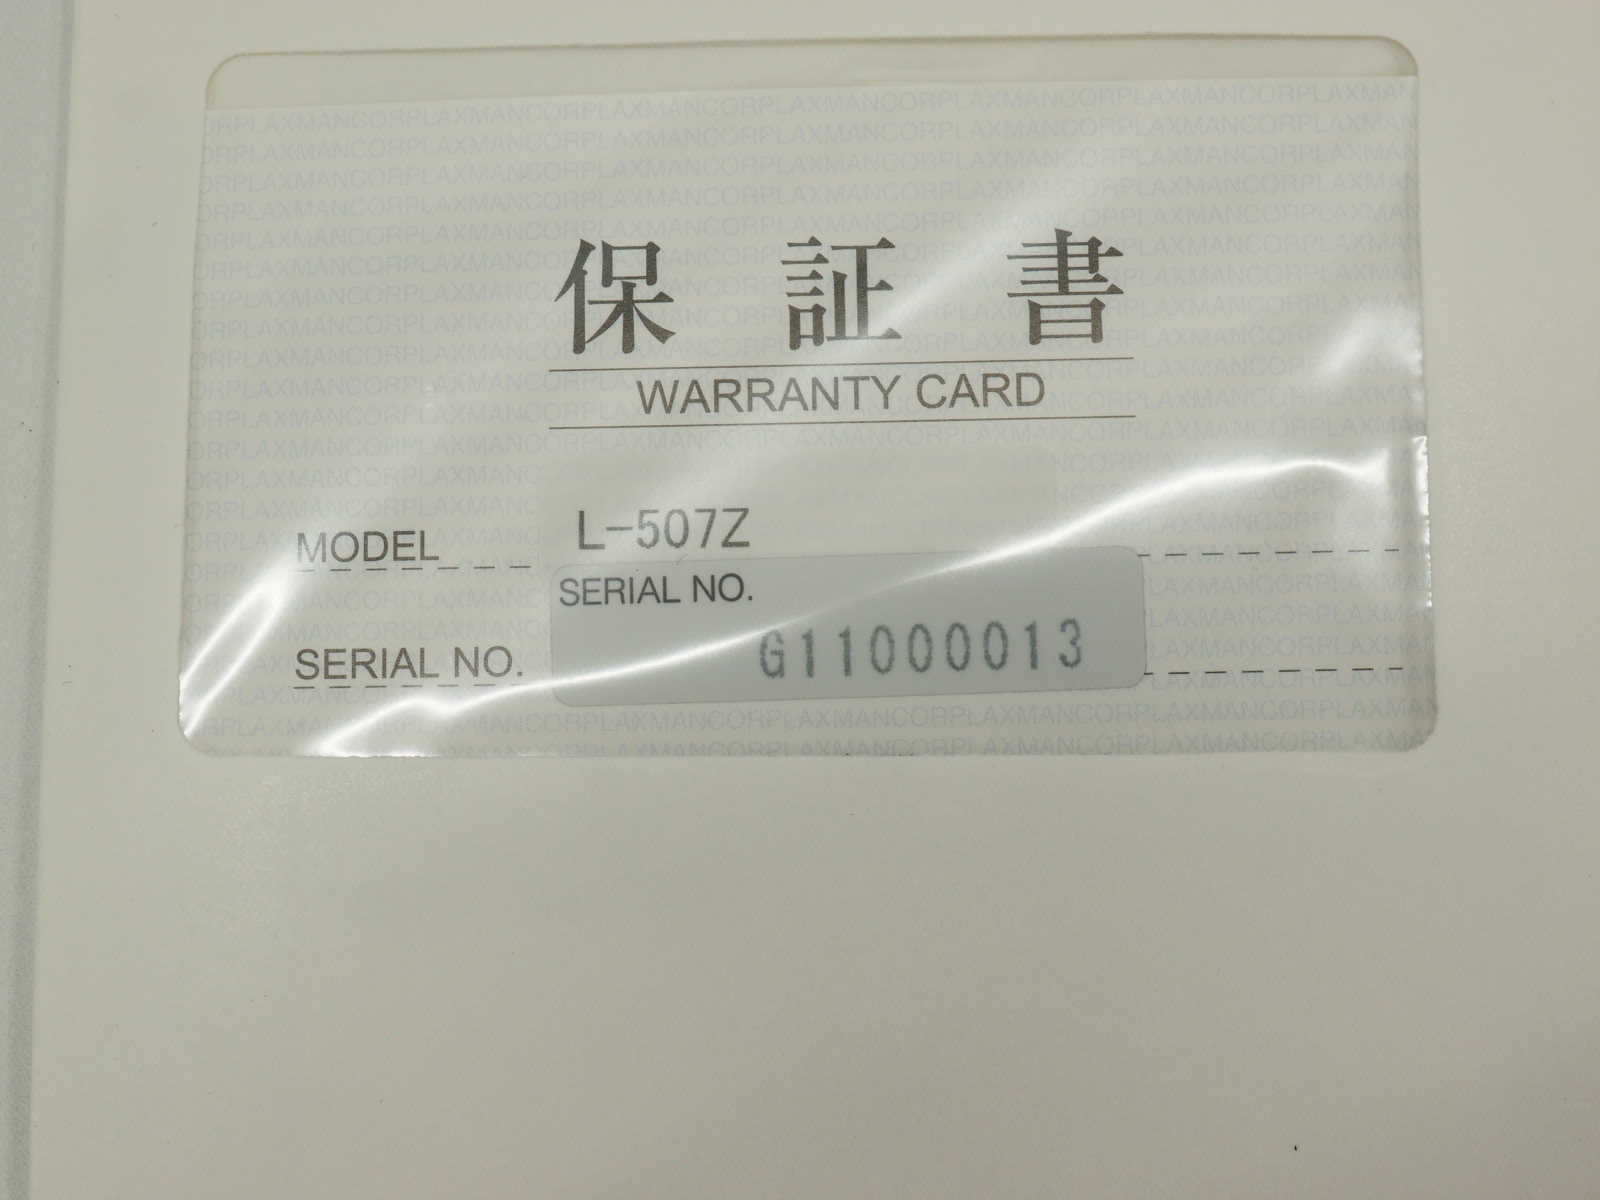 保証書
WARRANTY CARD
MODEL L-507Z
SERIAL NO.
SERIAL NO. G11000013